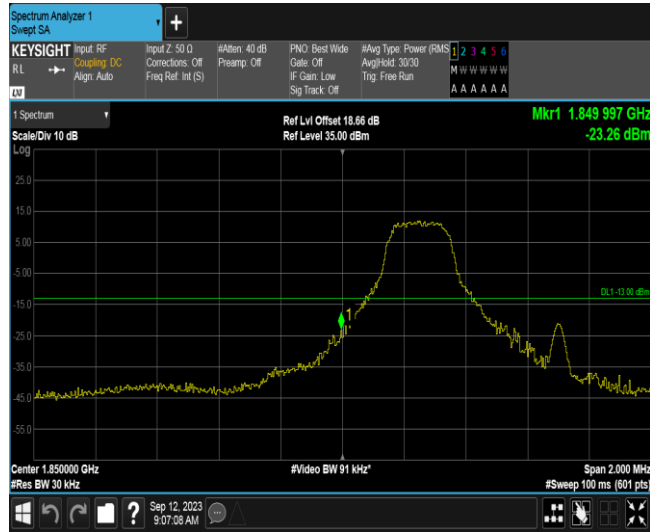 Spectrum Analyzer 1
Swept SA
KEYSIGHT
RL
LXI
Input: RF
Coupling: DC
Align: Auto
Input Z: 50 Ω
Corrections: Off
Freq Ref: Int (S)
#Atten: 40 dB
Preamp: Off
PNO: Best Wide
Gate: Off
IF Gain: Low
Sig Track: Off
#Avg Type: Power (RMS
Avg|Hold: 30/30
Trig: Free Run
1 2 3 4 5 6
M W W W W W
A A A A A A
1 Spectrum
Scale/Div 10 dB
Log
Ref Lvl Offset 18.66 dB
Ref Level 35.00 dBm
Mkr1 1.849 997 GHz
-23.26 dBm
25.0
15.0
5.00
-5.00
DL1 -13.00 dBm
-15.0
1
-25.0
-35.0
-45.0
-55.0
Center 1.850000 GHz
#Res BW 30 kHz
#Video BW 91 kHz*
Span 2.000 MHz
#Sweep 100 ms (601 pts)
?
Sep 12, 2023
9:07:08 AM